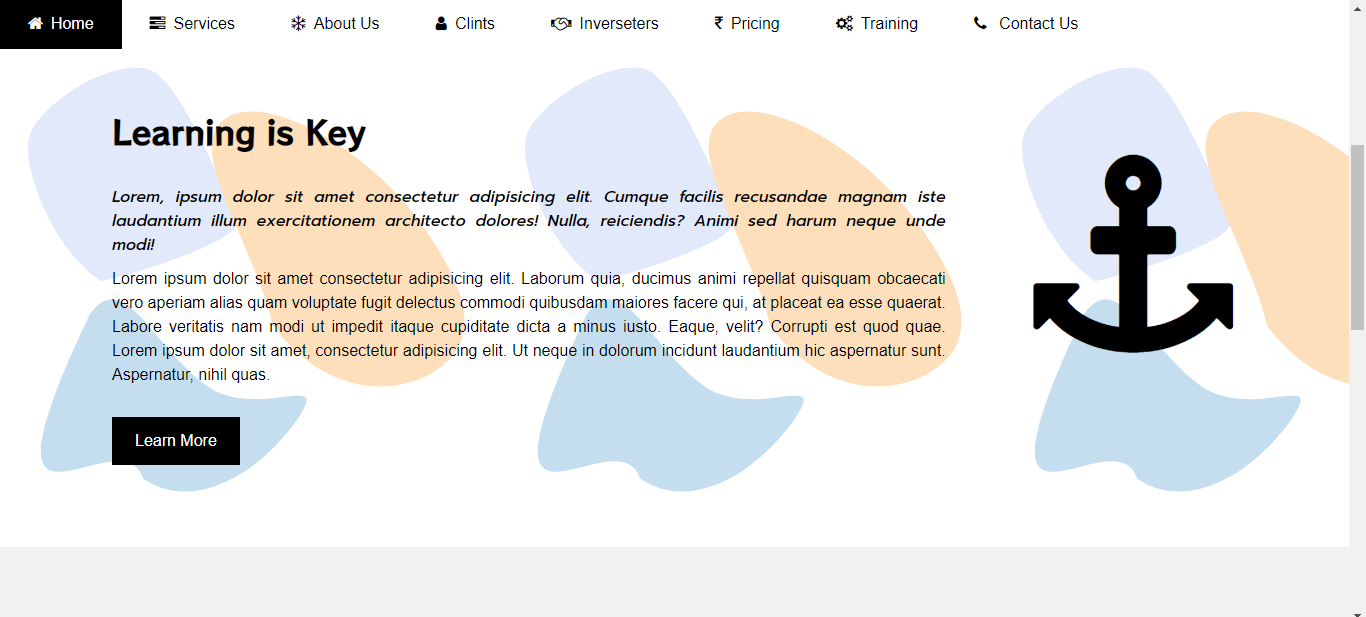 Home Services About Us Clints Inverseters ₹ Pricing Training Contact Us
Learning is Key
Lorem, ipsum dolor sit amet consectetur adipisicing elit. Cumque facilis recusandae magnam iste
laudantium illum exercitationem architecto dolores! Nulla, reiciendis? Animi sed harum neque unde
modi!
Lorem ipsum dolor sit amet consectetur adipisicing elit. Laborum quia, ducimus animi repellat quisquam obcaecati
vero aperiam alias quam voluptate fugit delectus commodi quibusdam maiores facere qui, at placeat ea esse quaerat.
Labore veritatis nam modi ut impedit itaque cupiditate dicta a minus iusto. Eaque, velit? Corrupti est quod quae.
Lorem ipsum dolor sit amet, consectetur adipisicing elit. Ut neque in dolorum incidunt laudantium hic aspernatur sunt.
Aspernatur, nihil quas.
Learn More